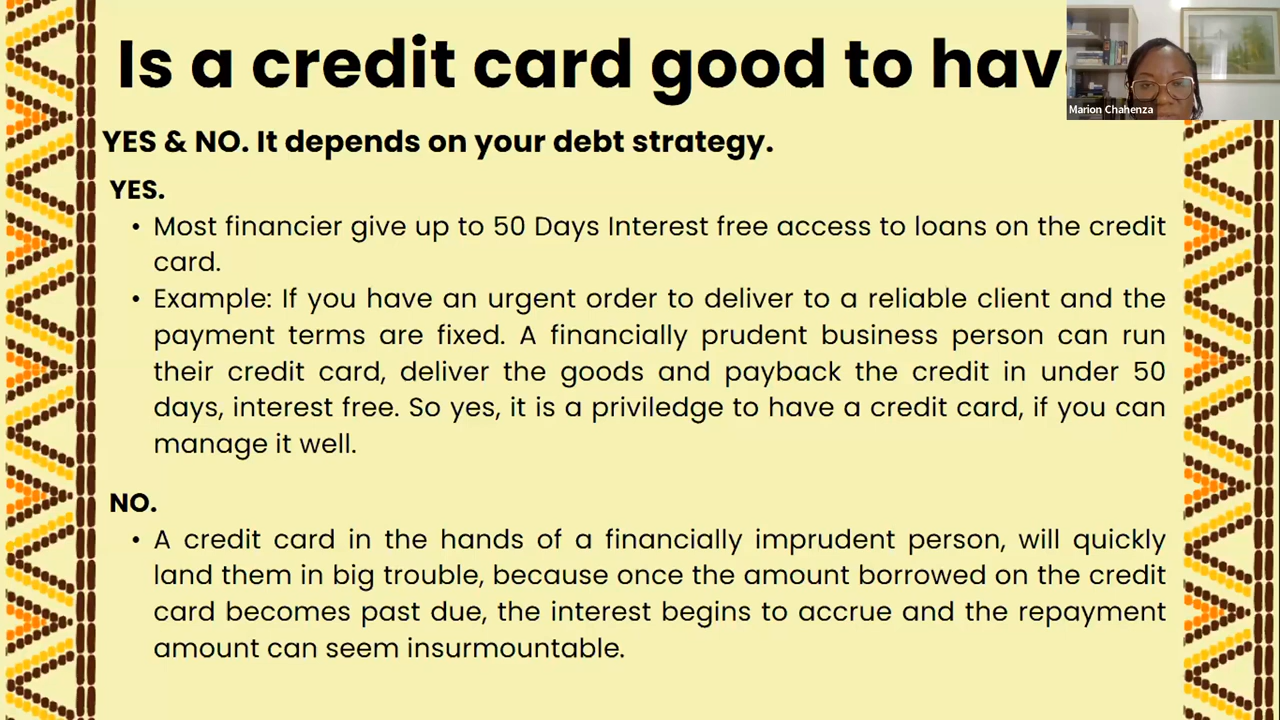 Is a credit card good to hav
Marion Chahenza
YES & NO. It depends on your debt strategy.
YES.
• Most financier give up to 50 Days Interest free access to loans on the credit
card.
• Example: If you have an urgent order to deliver to a reliable client and the
payment terms are fixed. A financially prudent business person can run
their credit card, deliver the goods and payback the credit in under 50
days, interest free. So yes, it is a priviledge to have a credit card, if you can
manage it well.
NO.
• A credit card in the hands of a financially imprudent person, will quickly
land them in big trouble, because once the amount borrowed on the credit
card becomes past due, the interest begins to accrue and the repayment
amount can seem insurmountable.